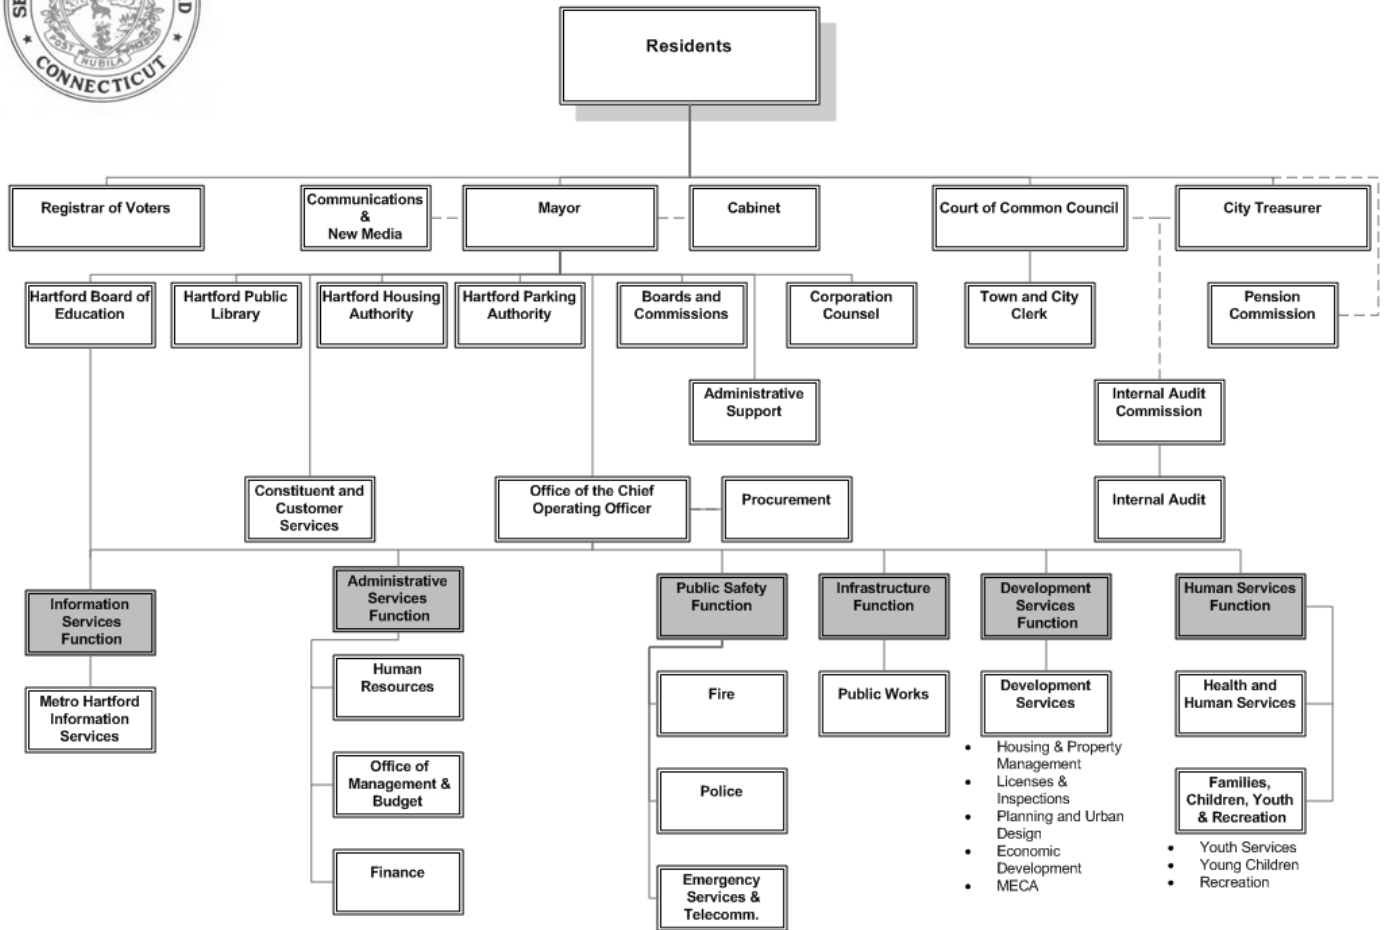 POST NUBILA
CONNECTICUT
Residents
Registrar of Voters
Communications
&
New Media
Mayor
Cabinet
Court of Common Council
City Treasurer
Hartford Board of
Education
Hartford Public
Library
Hartford Housing
Authority
Hartford Parking
Authority
Boards and
Commissions
Corporation
Counsel
Town and City
Clerk
Pension
Commission
Administrative
Support
Internal Audit
Commission
Constituent and
Customer
Services
Office of the Chief
Operating Officer
Procurement
Internal Audit
Information
Services
Function
Administrative
Services
Function
Public Safety
Function
Infrastructure
Function
Development
Services
Function
Human Services
Function
Metro Hartford
Information
Services
Human
Resources
Office of
Management &
Budget
Finance
Fire
Police
Emergency
Services &
Telecomm.
Public Works
Development
Services
• Housing & Property
Management
• Licenses &
Inspections
• Planning and Urban
Design
• Economic
Development
• MECA
Health and
Human Services
Families,
Children, Youth
& Recreation
• Youth Services
• Young Children
• Recreation